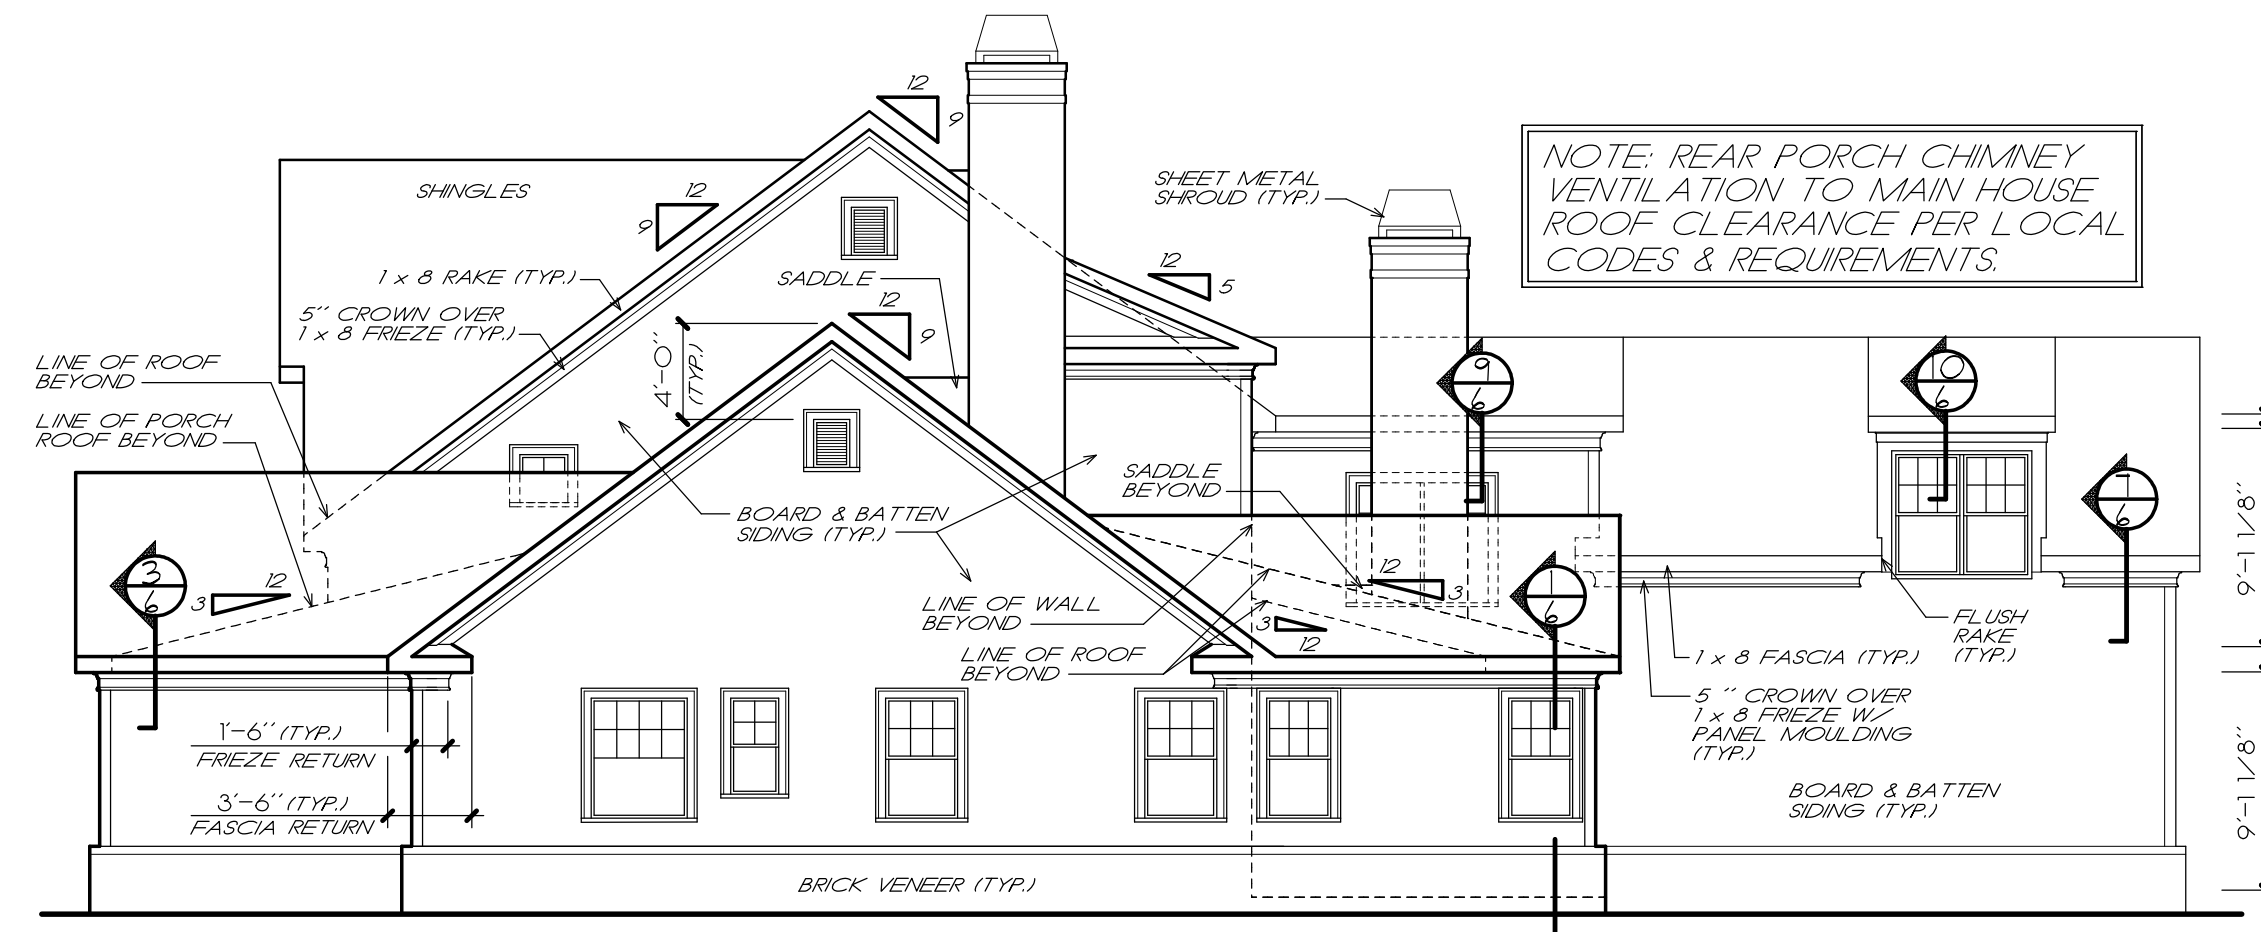 12
9
NOTE: REAR PORCH CHIMNEY
VENTILATION TO MAIN HOUSE
ROOF CLEARANCE PER LOCAL
CODES & REQUIREMENTS.
SHINGLES
12
9
SHEET METAL
SHROUD (TYP.)
1 x 8 RAKE (TYP.)
SADDLE
12
5
5" CROWN OVER
1 x 8 FRIEZE (TYP.)
12
9
4'-0"
(TYP.)
LINE OF ROOF
BEYOND
LINE OF PORCH
ROOF BEYOND
9
6
10
6
SADDLE
BEYOND
7
6
BOARD & BATTEN
SIDING (TYP.)
9'-1 1/8"
3
6
12
3
12
3
1
6
LINE OF WALL
BEYOND
3
12
LINE OF ROOF
BEYOND
FLUSH
RAKE
(TYP.)
1 x 8 FASCIA (TYP.)
5 " CROWN OVER
1 x 8 FRIEZE W/
PANEL MOULDING
(TYP.)
1'-6" (TYP.)
FRIEZE RETURN
3'-6" (TYP.)
FASCIA RETURN
BOARD & BATTEN
SIDING (TYP.)
9'-1 1/8"
BRICK VENEER (TYP.)